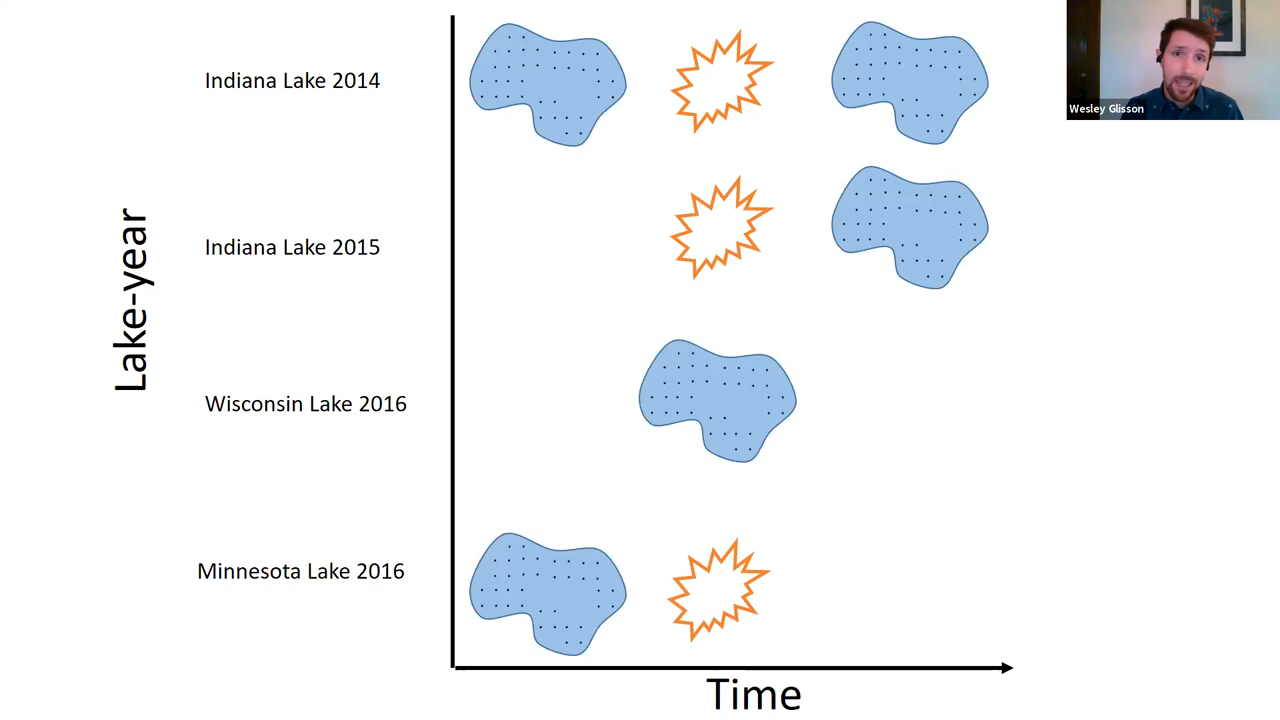 Indiana Lake 2014
Wesley Glisson
Lake-year
Indiana Lake 2015
Wisconsin Lake 2016
Minnesota Lake 2016
Time